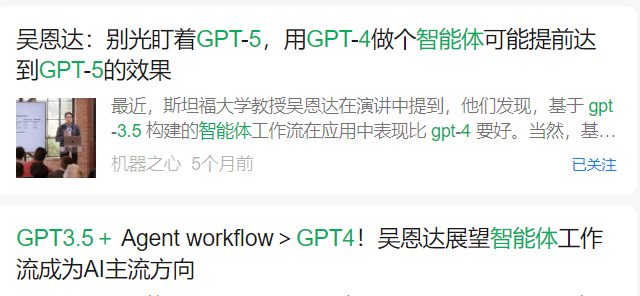 吴恩达：别光盯着GPT-5，用GPT-4做个智能体可能提前达
到GPT-5的效果
最近，斯坦福大学教授吴恩达在演讲中提到，他们发现，基于 gpt
-3.5 构建的智能体工作流在应用中表现比 gpt-4 要好。当然，基…
机器之心 5个月前
已关注
GPT3.5＋ Agent workflow＞GPT4！吴恩达展望智能体工作
流成为AI主流方向